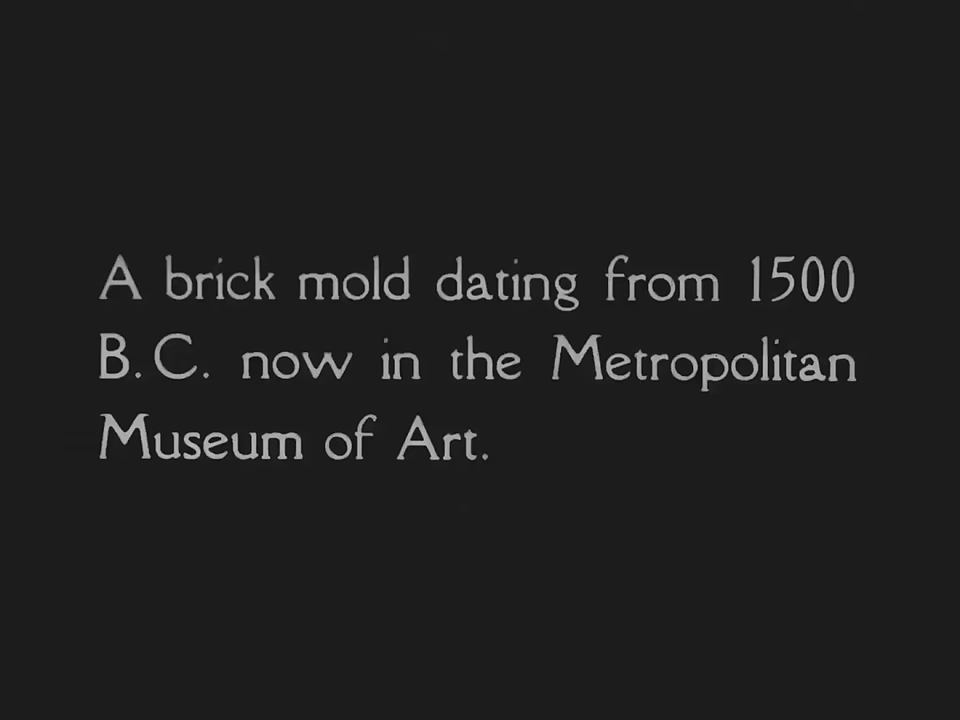 A brick mold dating from 1500
B. C. now in the Metropolitan
Museum of Art.